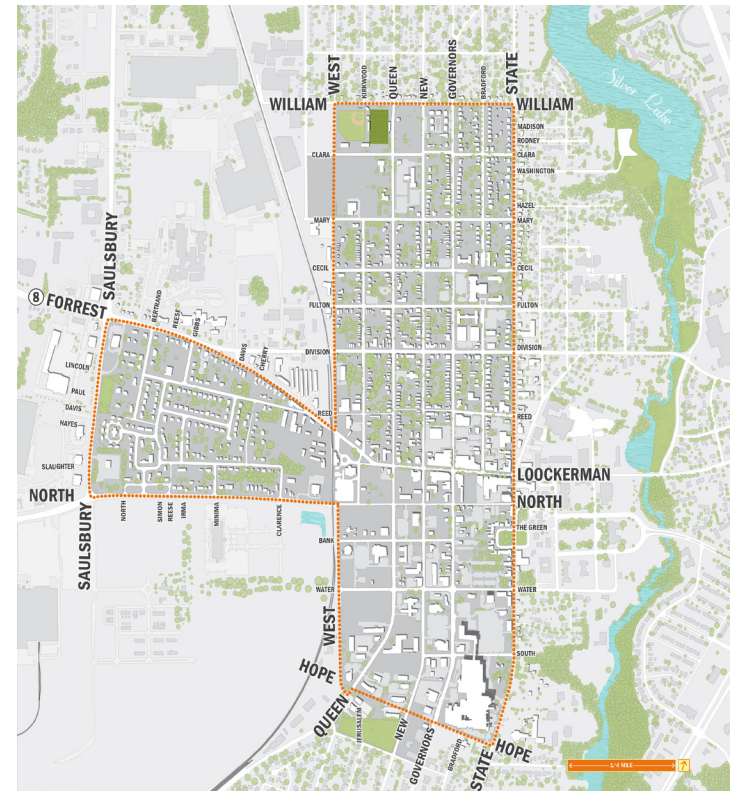 WEST
KIRKWOOD
QUEEN
NEW
GOVERNORS
BRADFORD
STATE
Silver Lake
WILLIAM
WILLIAM
MADISON
RODNEY
CLARA
CLARA
WASHINGTON
HAZEL
MARY
MARY
CECIL
CECIL
SAULSBURY
8 FORREST
FULTON
FULTON
BERTRAND
REESE
GIBBS
DAVIS
CHERRY
DIVISION
DIVISION
LINCOLN
PAUL
DAVIS
HAYES
REED
REED
SLAUGHTER
LOOCKERMAN
NORTH
NORTH
SAULSBURY
NORTH
SIMON
REESE
IRMA
MINIMA
CLARENCE
THE GREEN
BANK
WATER
WATER
WEST
SOUTH
HOPE
QUEEN
JERUSALEM
NEW
GOVERNORS
BRADFORD
STATE
HOPE
1/4 MILE